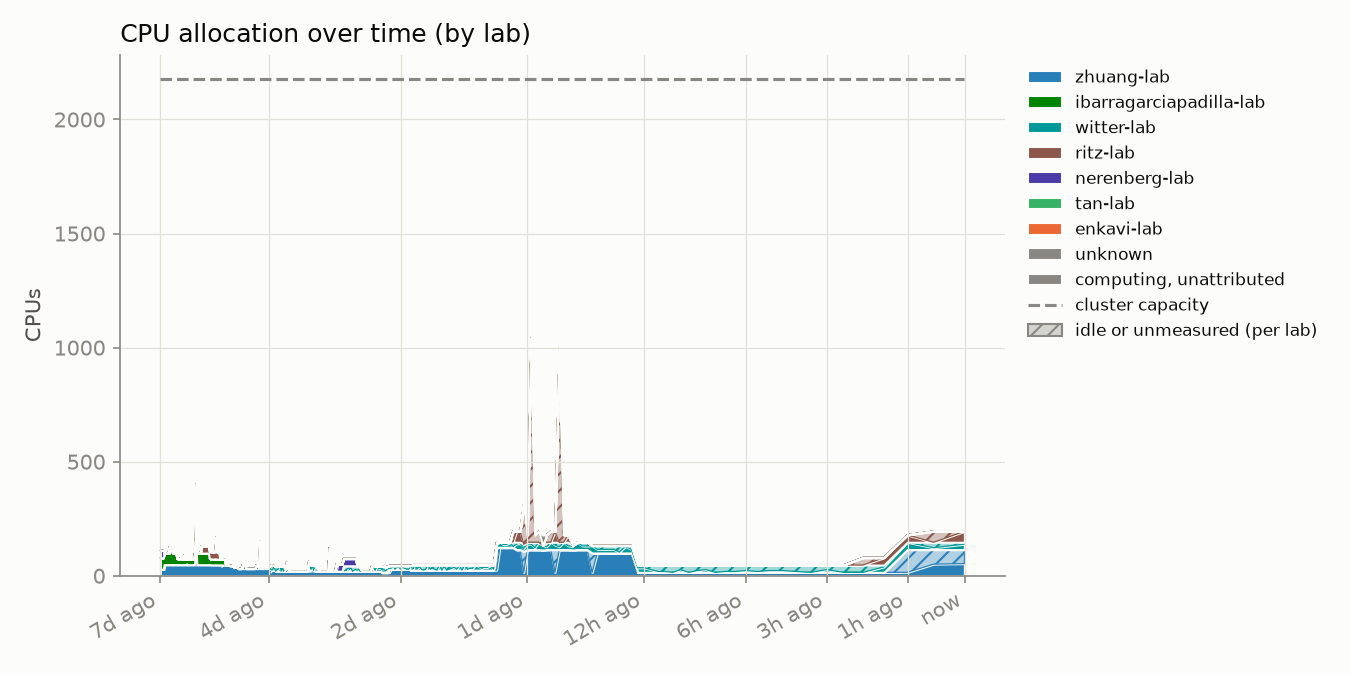 CPU allocation over time (by lab)
CPUs
2000
1500
1000
500
0
7d ago
4d ago
2d ago
1d ago
12h ago
6h ago
3h ago
1h ago
now
zhuang-lab
ibarragarciapadilla-lab
witter-lab
ritz-lab
nerenberg-lab
tan-lab
enkavi-lab
unknown
computing, unattributed
cluster capacity
idle or unmeasured (per lab)